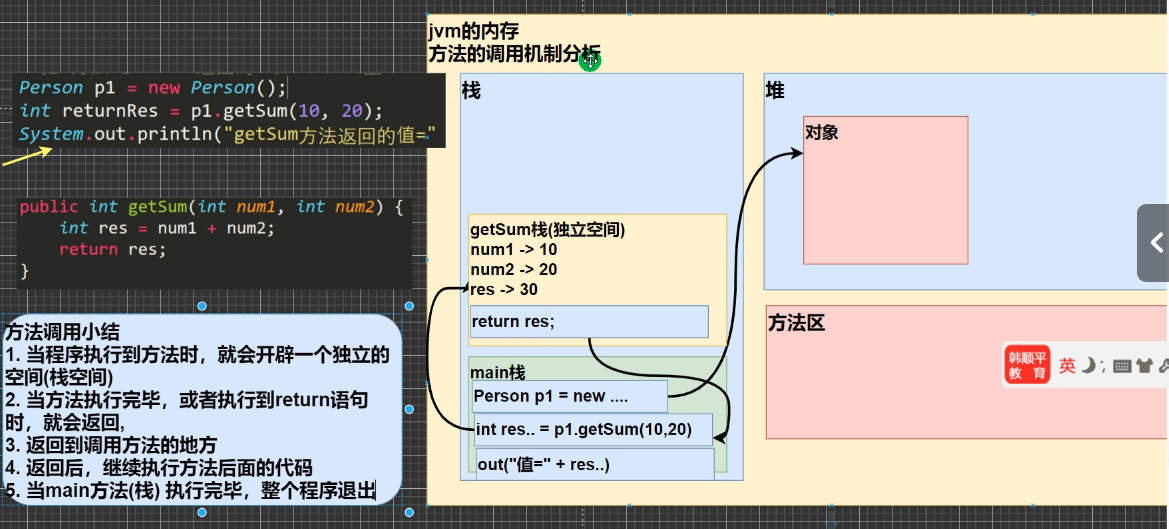 jvm的内存
方法的调用机制分析
Person p1 = new Person();
int returnRes = p1.getSum(10, 20);
System.out.println("getSum方法返回的值="
public int getSum(int num1, int num2) {
int res = num1 + num2;
return res;
}
方法调用小结
1. 当程序执行到方法时，就会开辟一个独立的
空间(栈空间)
2. 当方法执行完毕，或者执行到return语句
时，就会返回,
3. 返回到调用方法的地方
4. 返回后，继续执行方法后面的代码
5. 当main方法(栈) 执行完毕，整个程序退出
栈
getSum栈(独立空间)
num1 -> 10
num2 -> 20
res -> 30
return res;
main栈
Person p1 = new ....
int res.. = p1.getSum(10,20)
out("值=" + res..)
堆
对象
方法区
韩顺平
教 育
英